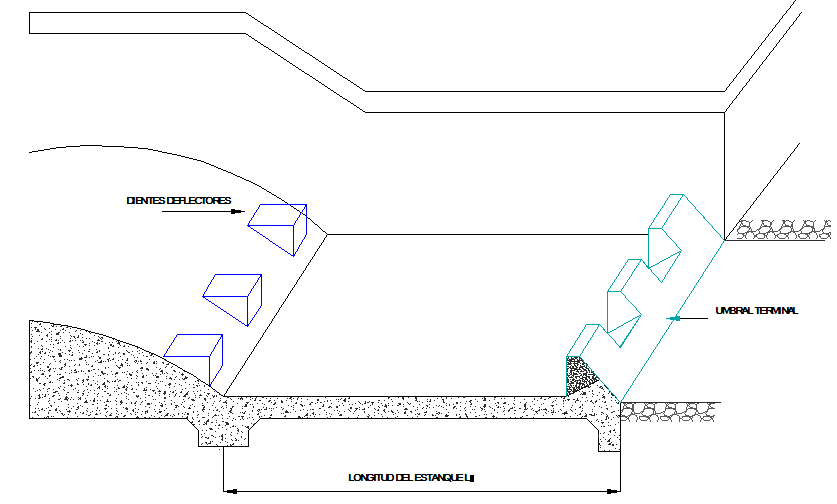 DIENTES DEFLECTORES
UMBRAL TERMINAL
LONGITUD DEL ESTANQUE LII